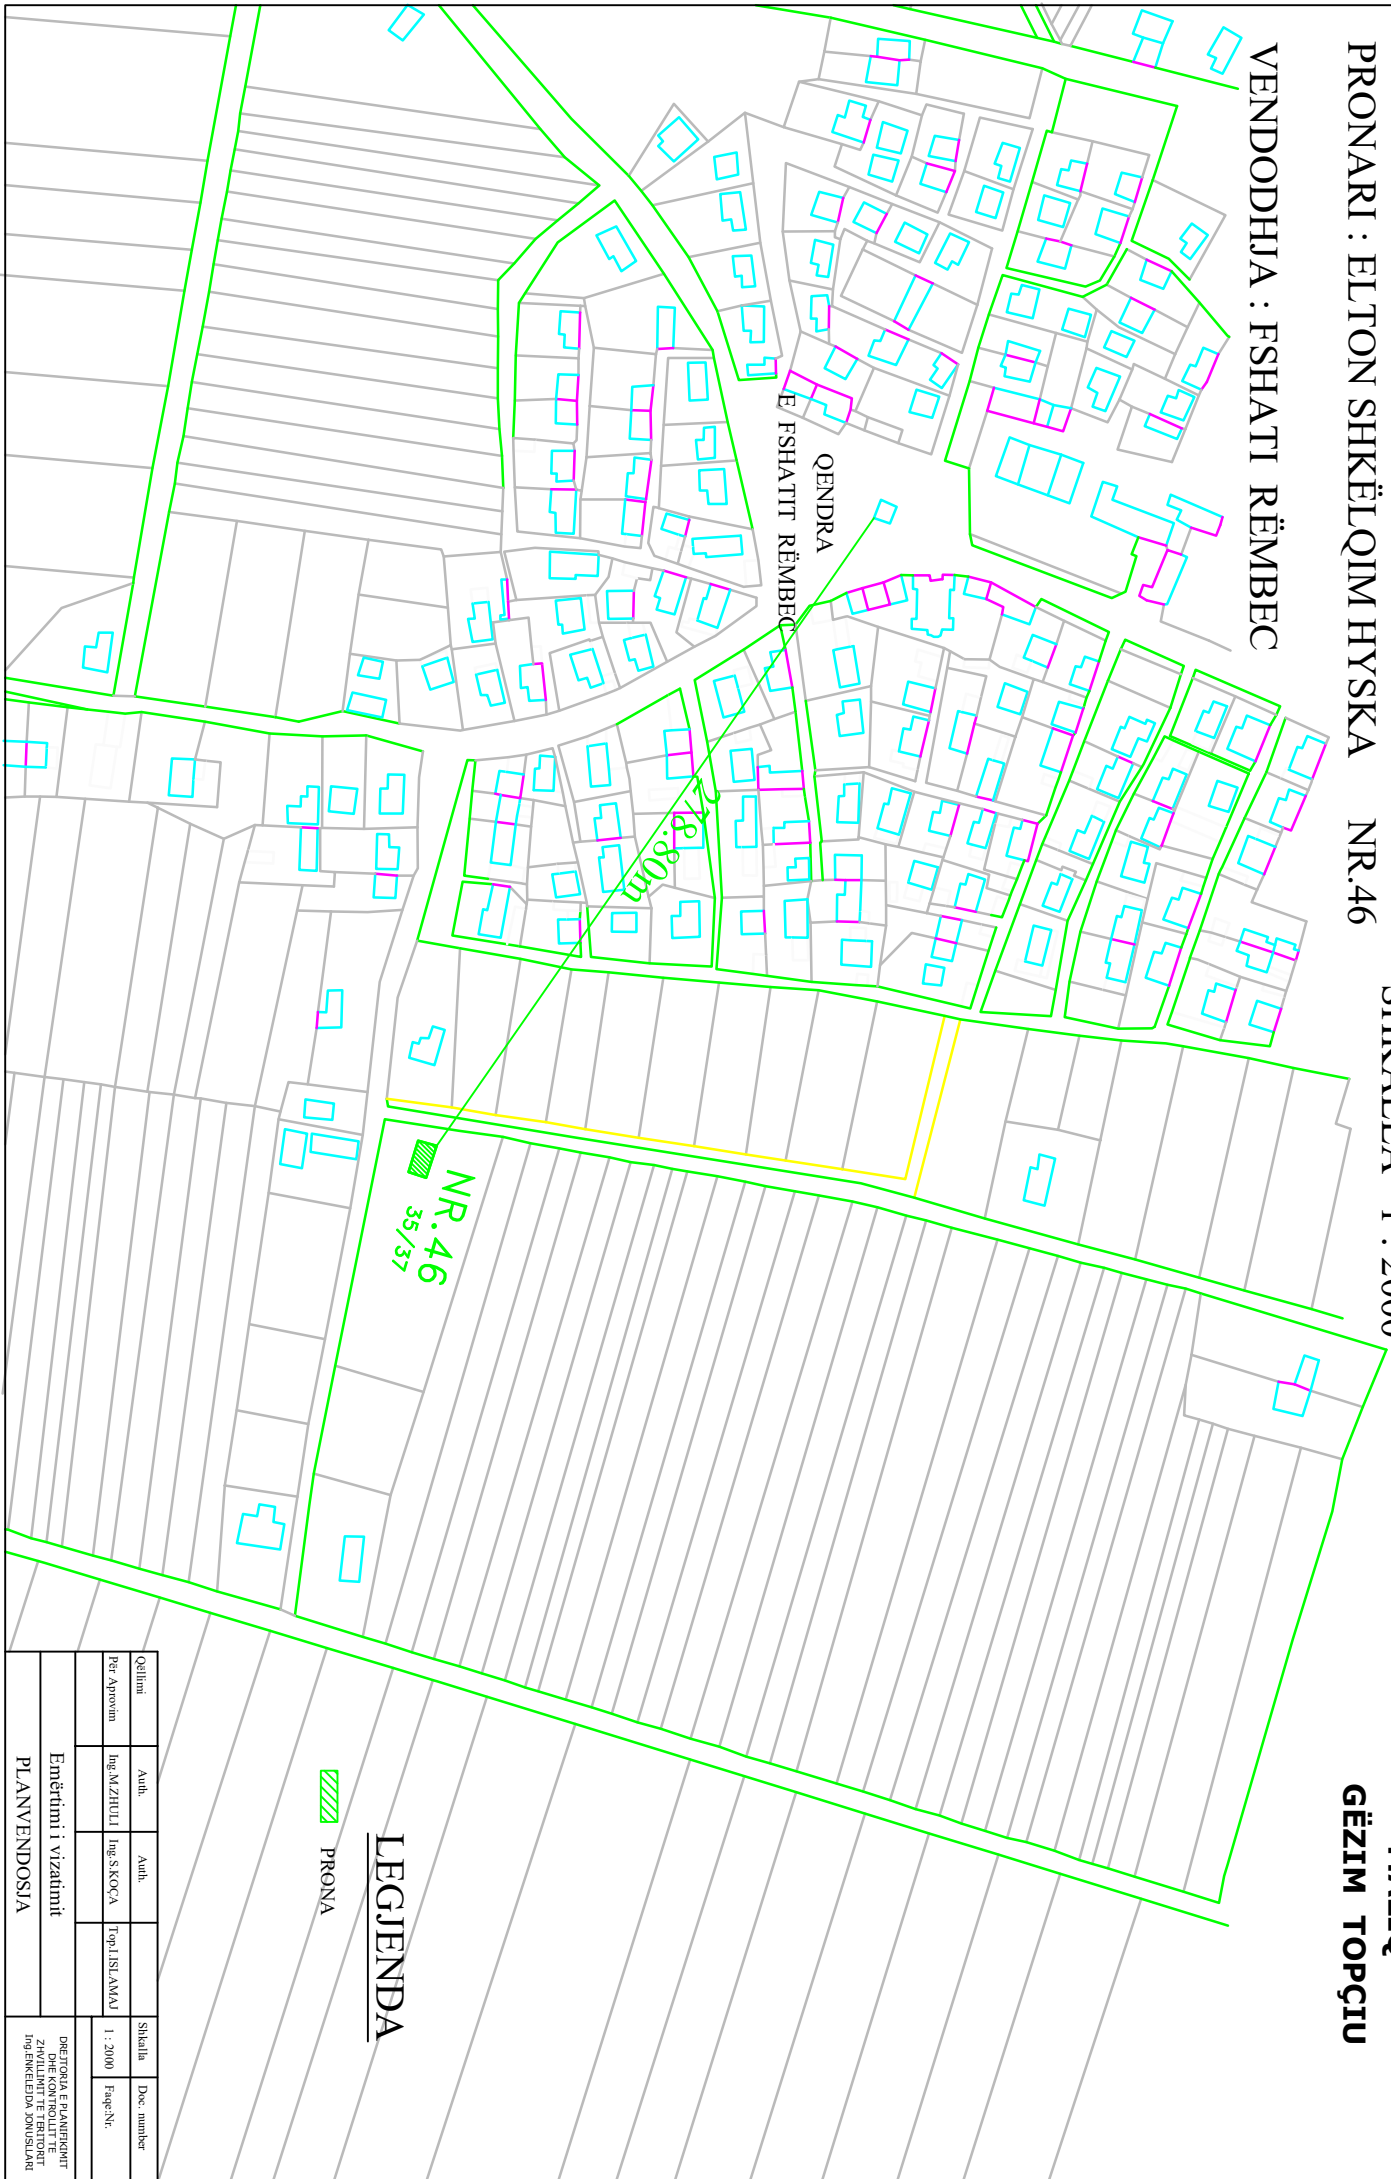 PRONARI : ELTON SHKËLQIM HYSKA NR.46
SHKALLA 1 : 2000
VENDODHJA : FSHATI RËMBEC
GËZIM TOPÇIU
QENDRA
E FSHATIT RËMBEC
278.80m
NR.46
35/37
LEGJENDA
PRONA
Qëllimi
Auth.
Auth.
Shkalla
Doc. number
Për Aprovim
Ing.M.ZHULI
Ing.S.KOÇA
Top.I.ISLAMAJ
1 : 2000
Faqe:Nr.
Emërtimi i vizatimit
PLANVENDOSJA
DREJTORIA E PLANIFIKIMIT
DHE KONTROLLIT TE
ZHVILLIMIT TE TERITORIT
Ing.ENKELEJDA JONUSLLARI